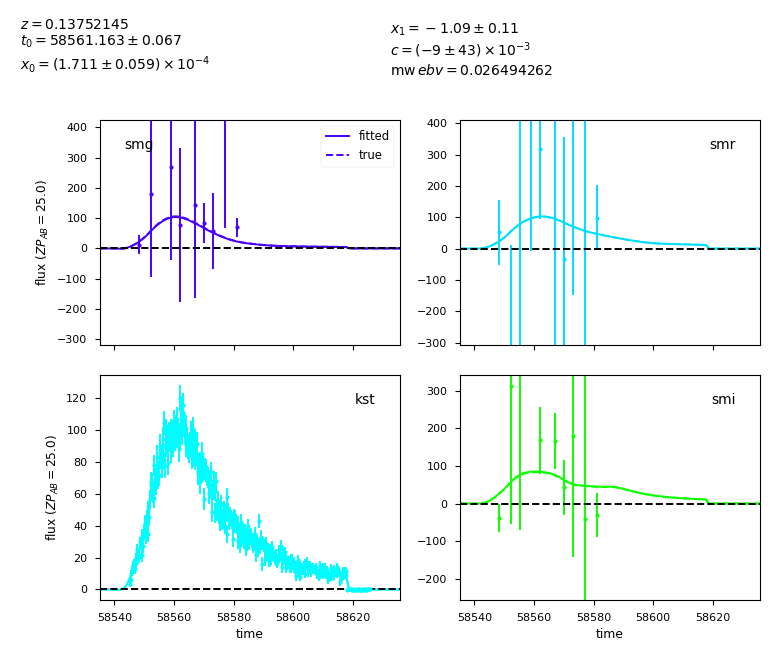 z = 0.13752145
t₀ = 58561.163 ± 0.067
x₀ = (1.711 ± 0.059) × 10⁻⁴
x₁ = −1.09 ± 0.11
c = (−9 ± 43) × 10⁻³
mw ebv = 0.026494262
smg
fitted
true
400
300
200
100
0
−100
−200
−300
flux (ZP_AB = 25.0)
smr
400
300
200
100
0
−100
−200
−300
kst
120
100
80
60
40
20
0
flux (ZP_AB = 25.0)
58540 58560 58580 58600 58620
time
smi
300
200
100
0
−100
−200
58540 58560 58580 58600 58620
time